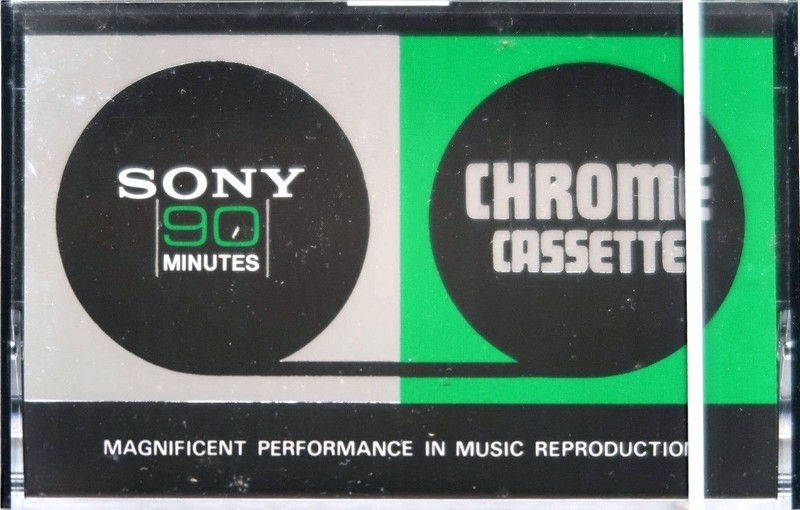 SONY
90
MINUTES
CHROME
CASSETTE
MAGNIFICENT PERFORMANCE IN MUSIC REPRODUCTION